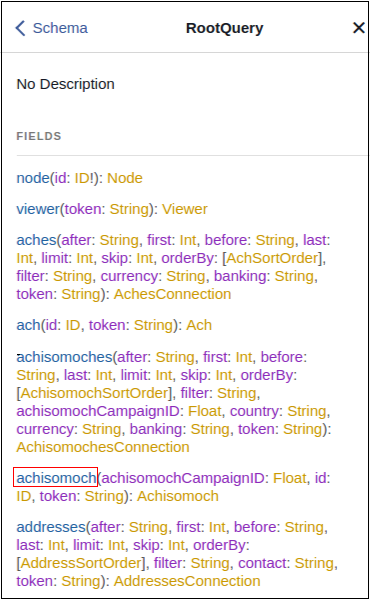 Schema
RootQuery
No Description
FIELDS
node(id: ID!): Node
viewer(token: String): Viewer
aches(after: String, first: Int, before: String, last:
Int, limit: Int, skip: Int, orderBy: [AchSortOrder],
filter: String, currency: String, banking: String,
token: String): AchesConnection
ach(id: ID, token: String): Ach
achisomoches(after: String, first: Int, before:
String, last: Int, limit: Int, skip: Int, orderBy:
[AchisomochSortOrder], filter: String,
achisomochCampaignID: Float, country: String,
currency: String, banking: String, token: String):
AchisomochesConnection
achisomoch(achisomochCampaignID: Float, id:
ID, token: String): Achisomoch
addresses(after: String, first: Int, before: String,
last: Int, limit: Int, skip: Int, orderBy:
[AddressSortOrder], filter: String, contact: String,
token: String): AddressesConnection